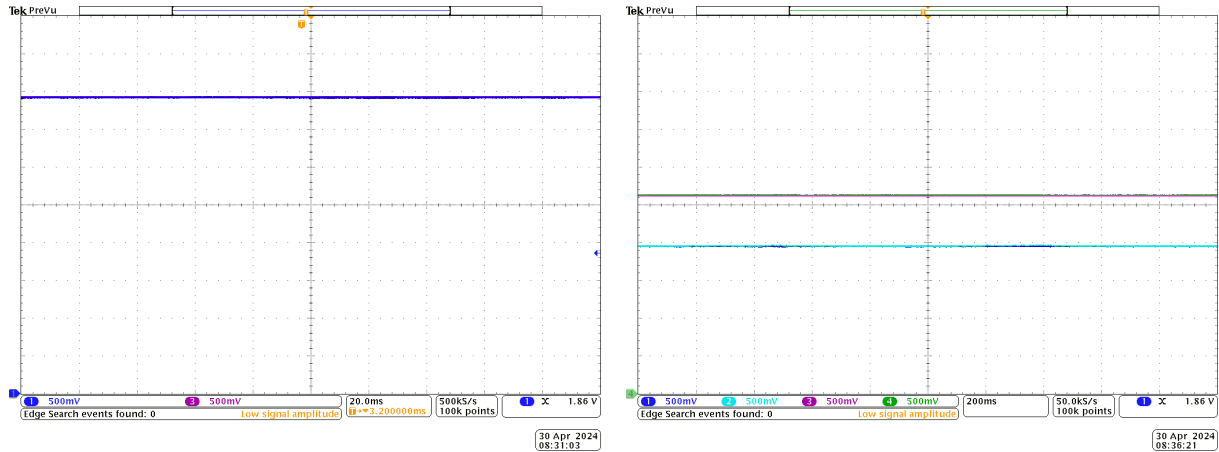 Tek PreVu
T
T
1
1 500mV 3 500mV
Edge Search events found: 0 Low signal amplitude
20.0ms
T→▼3.200000ms
500kS/s
100k points
1 X 1.86 V
30 Apr 2024
08:31:03
Tek PreVu
T
4
1 500mV 2 500mV 3 500mV 4 500mV
Edge Search events found: 0 Low signal amplitude
200ms
50.0kS/s
100k points
1 X 1.86 V
30 Apr 2024
08:36:21